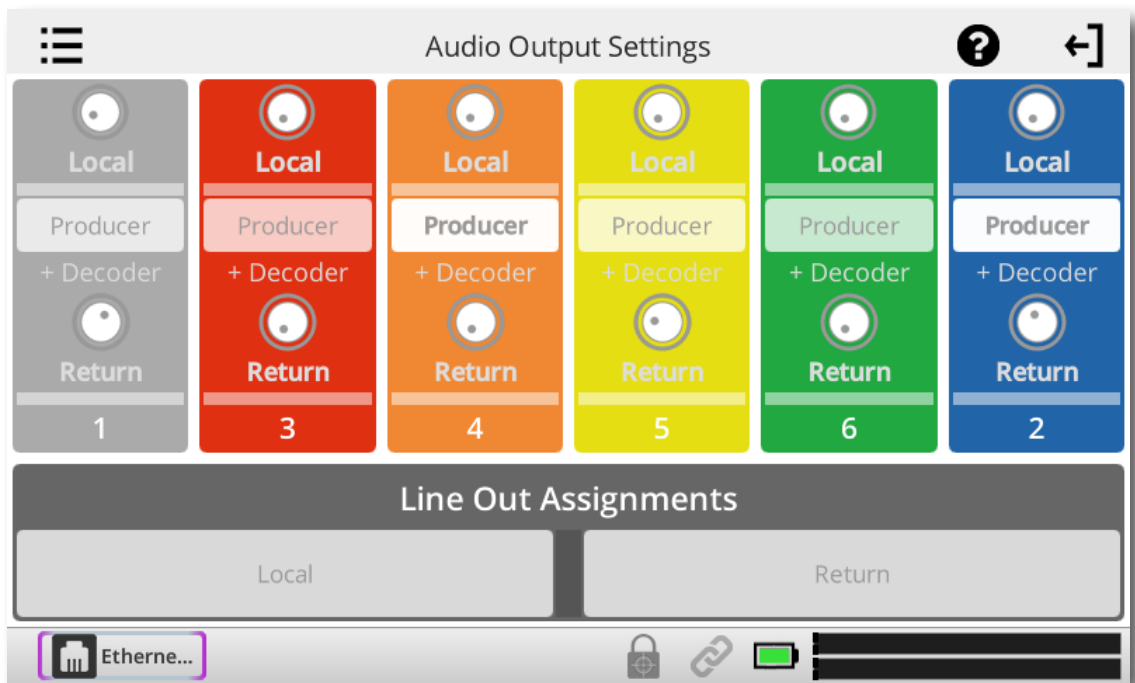 Audio Output Settings
?
Local Local Local Local Local Local
Producer Producer Producer Producer Producer Producer
+ Decoder + Decoder + Decoder + Decoder + Decoder + Decoder
Return Return Return Return Return Return
1 3 4 5 6 2
Line Out Assignments
Local Return
Etherne...